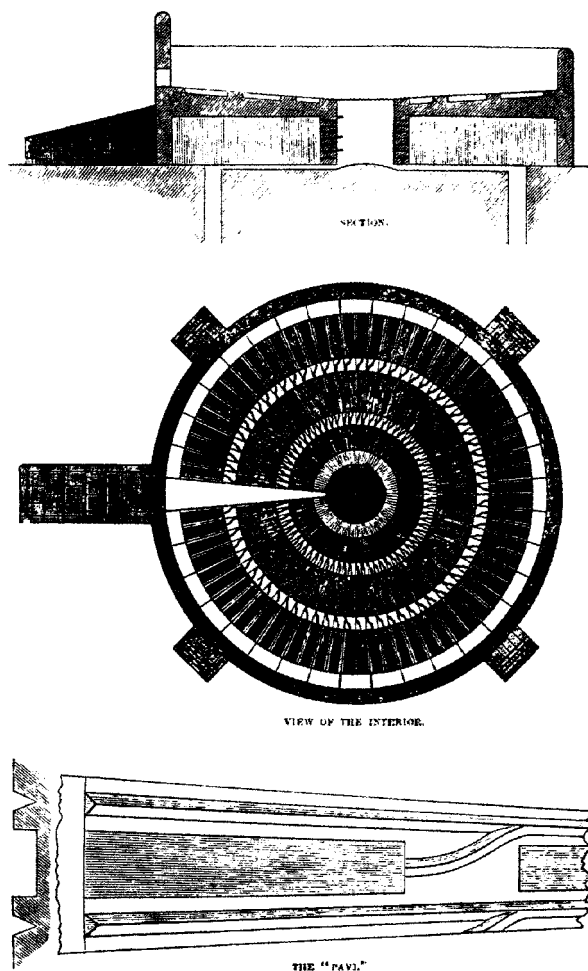 SECTION.
VIEW OF THE INTERIOR.
THE "PAVI."